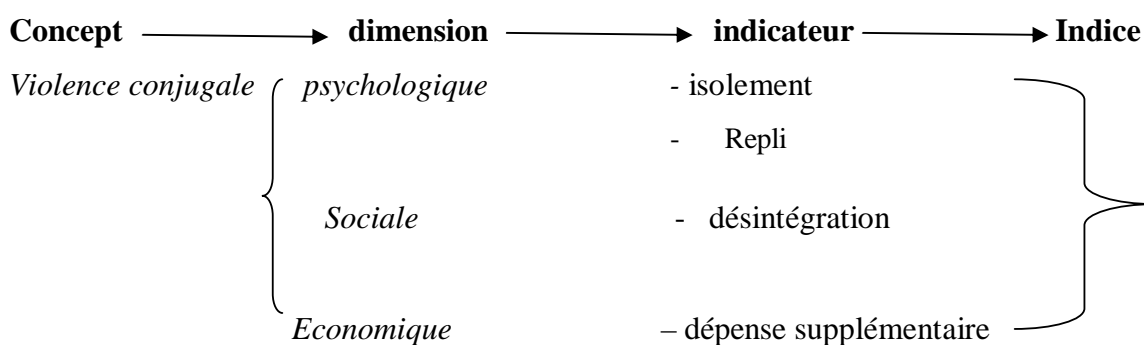 Concept dimension indicateur Indice
Violence conjugale psychologique - isolement
- Repli
Sociale - désintégration
Economique – dépense supplémentaire